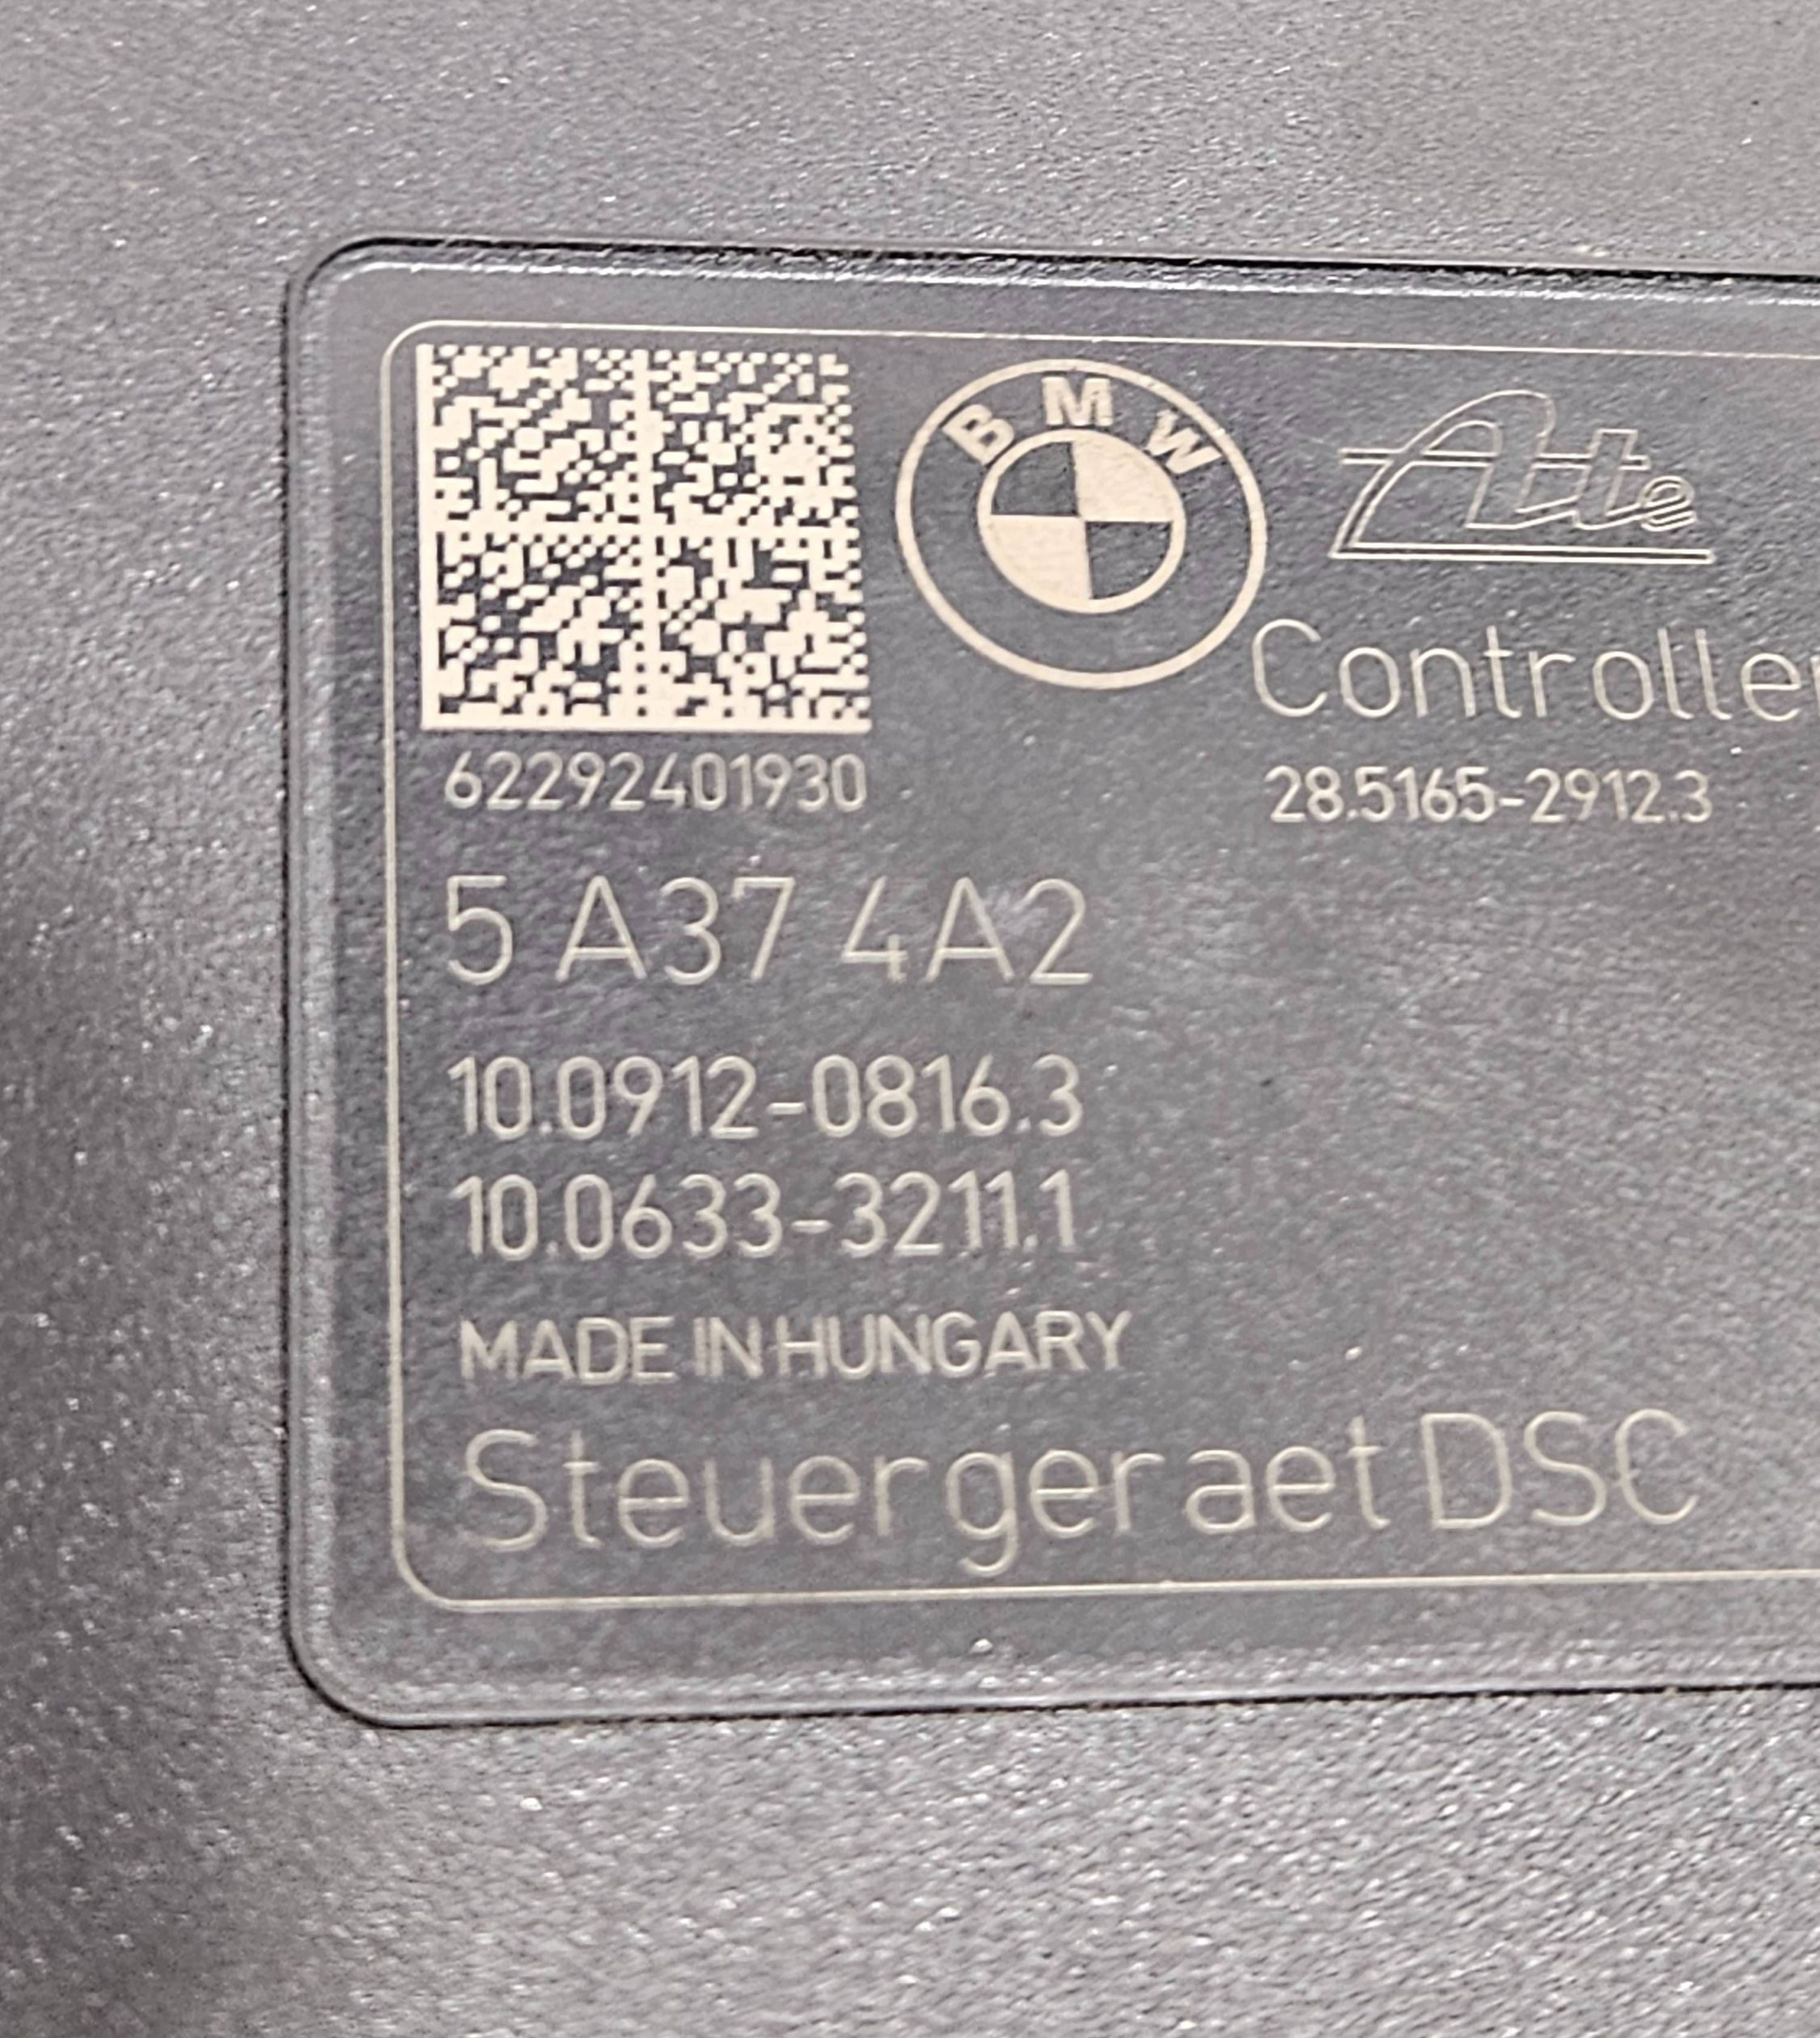 BMW
Ate
Controller
62292401930
28.5165-2912.3
5 A37 4A2
10.0912-0816.3
10.0633-3211.1
MADE IN HUNGARY
Steuergeraet DSC